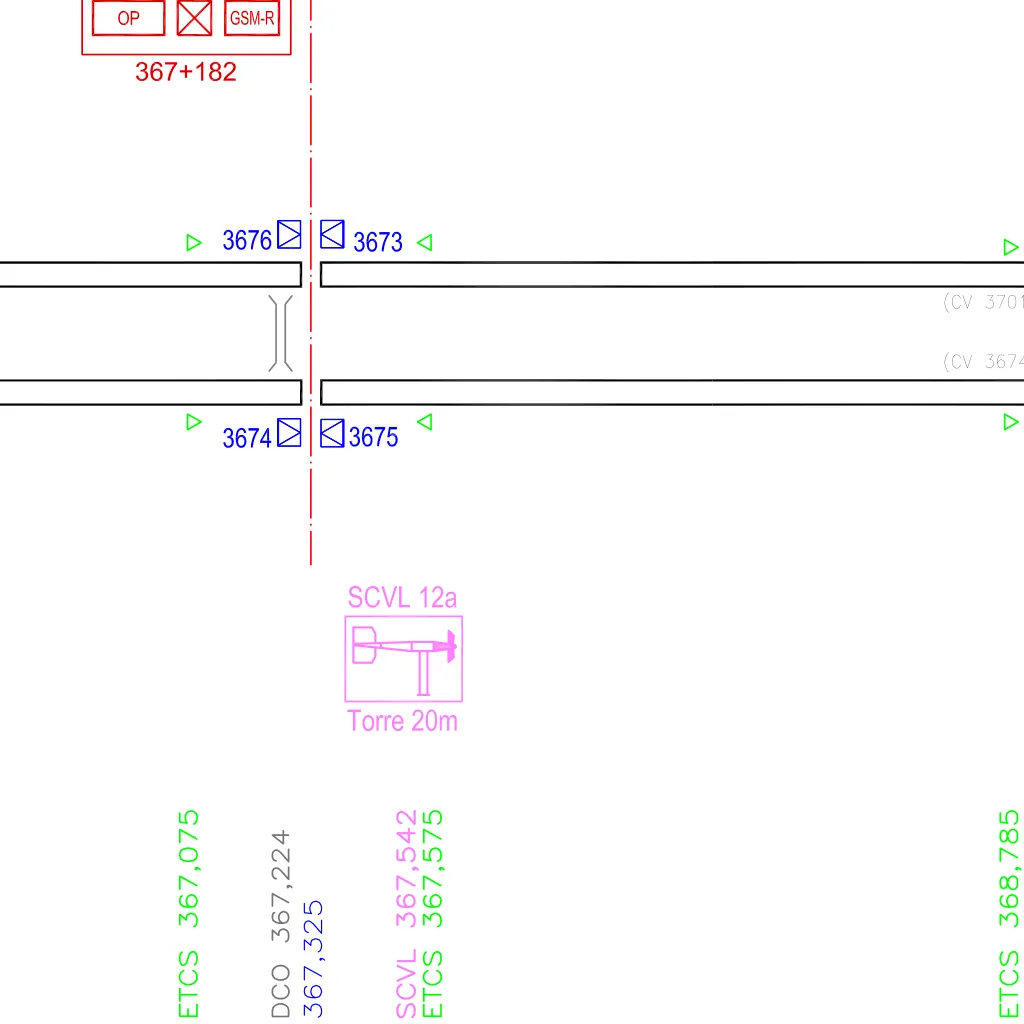 OP GSM-R
367+182
3676 3673
(CV 3701
(CV 3674
3674 3675
SCVL 12a
Torre 20m
ETCS 367,075
DCO 367,224
367,325
SCVL 367,542
ETCS 367,575
ETCS 368,785